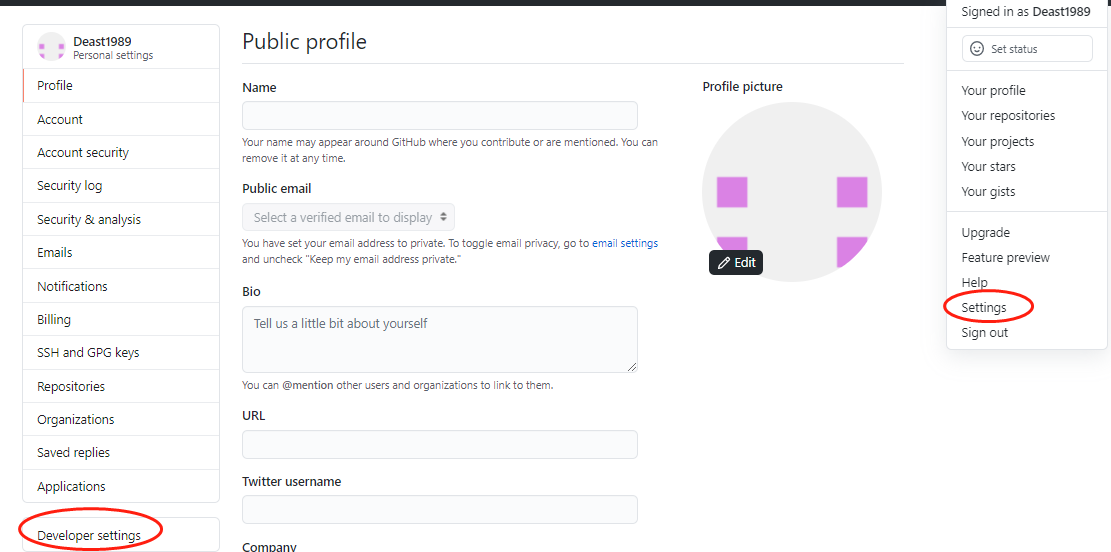 Deast1989
Personal settings
Profile
Account
Account security
Security log
Security & analysis
Emails
Notifications
Billing
SSH and GPG keys
Repositories
Organizations
Saved replies
Applications
Developer settings
Public profile
Name
Your name may appear around GitHub where you contribute or are mentioned. You can
remove it at any time.
Public email
Select a verified email to display
You have set your email address to private. To toggle email privacy, go to email settings
and uncheck "Keep my email address private."
Bio
Tell us a little bit about yourself
You can @mention other users and organizations to link to them.
URL
Twitter username
Company
Profile picture
Edit
Signed in as Deast1989
Set status
Your profile
Your repositories
Your projects
Your stars
Your gists
Upgrade
Feature preview
Help
Settings
Sign out